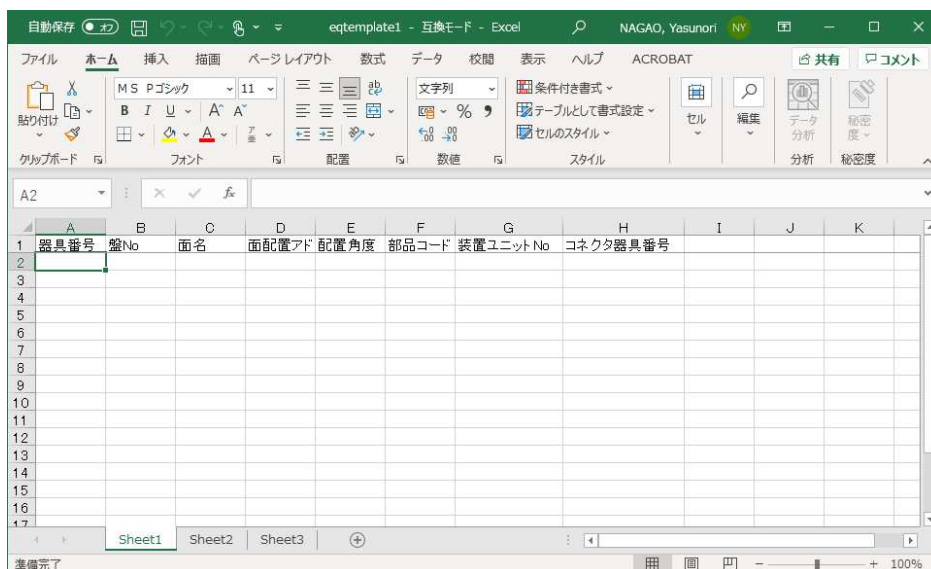 自動保存 オフ eqtemplate1 - 互換モード - Excel NAGAO, Yasunori NY
ファイル ホーム 挿入 描画 ページ レイアウト 数式 データ 校閲 表示 ヘルプ ACROBAT 共有 コメント
貼り付け MS Pゴシック 11 A A ab 文字列 条件付き書式 セル 編集 データ分析 秘密度
B I U % 9 テーブルとして書式設定
A セルのスタイル
クリップボード フォント 配置 数値 スタイル 分析 秘密度
A2 fx
A B C D E F G H I J K
1 器具番号 盤No 面名 面配置アド 配置角度 部品コード 装置ユニットNo コネクタ器具番号
2
3
4
5
6
7
8
9
10
11
12
13
14
15
16
17
Sheet1 Sheet2 Sheet3
準備完了 100%